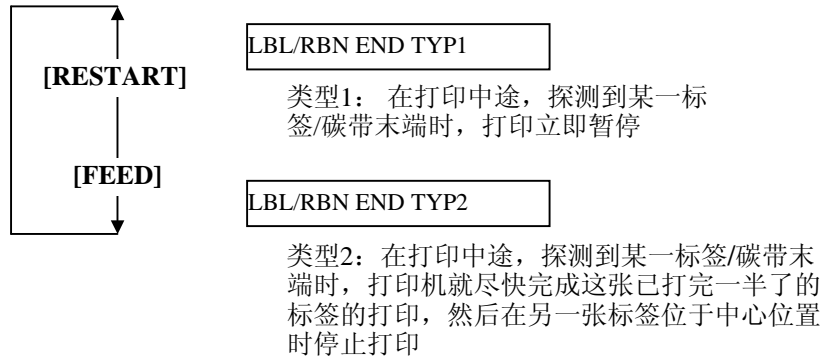 LBL/RBN END TYP1
[RESTART]
类型1： 在打印中途，探测到某一标
签/碳带末端时，打印立即暂停
[FEED]
LBL/RBN END TYP2
类型2：在打印中途，探测到某一标签/碳带末
端时，打印机就尽快完成这张已打完一半了的
标签的打印，然后在另一张标签位于中心位置
时停止打印